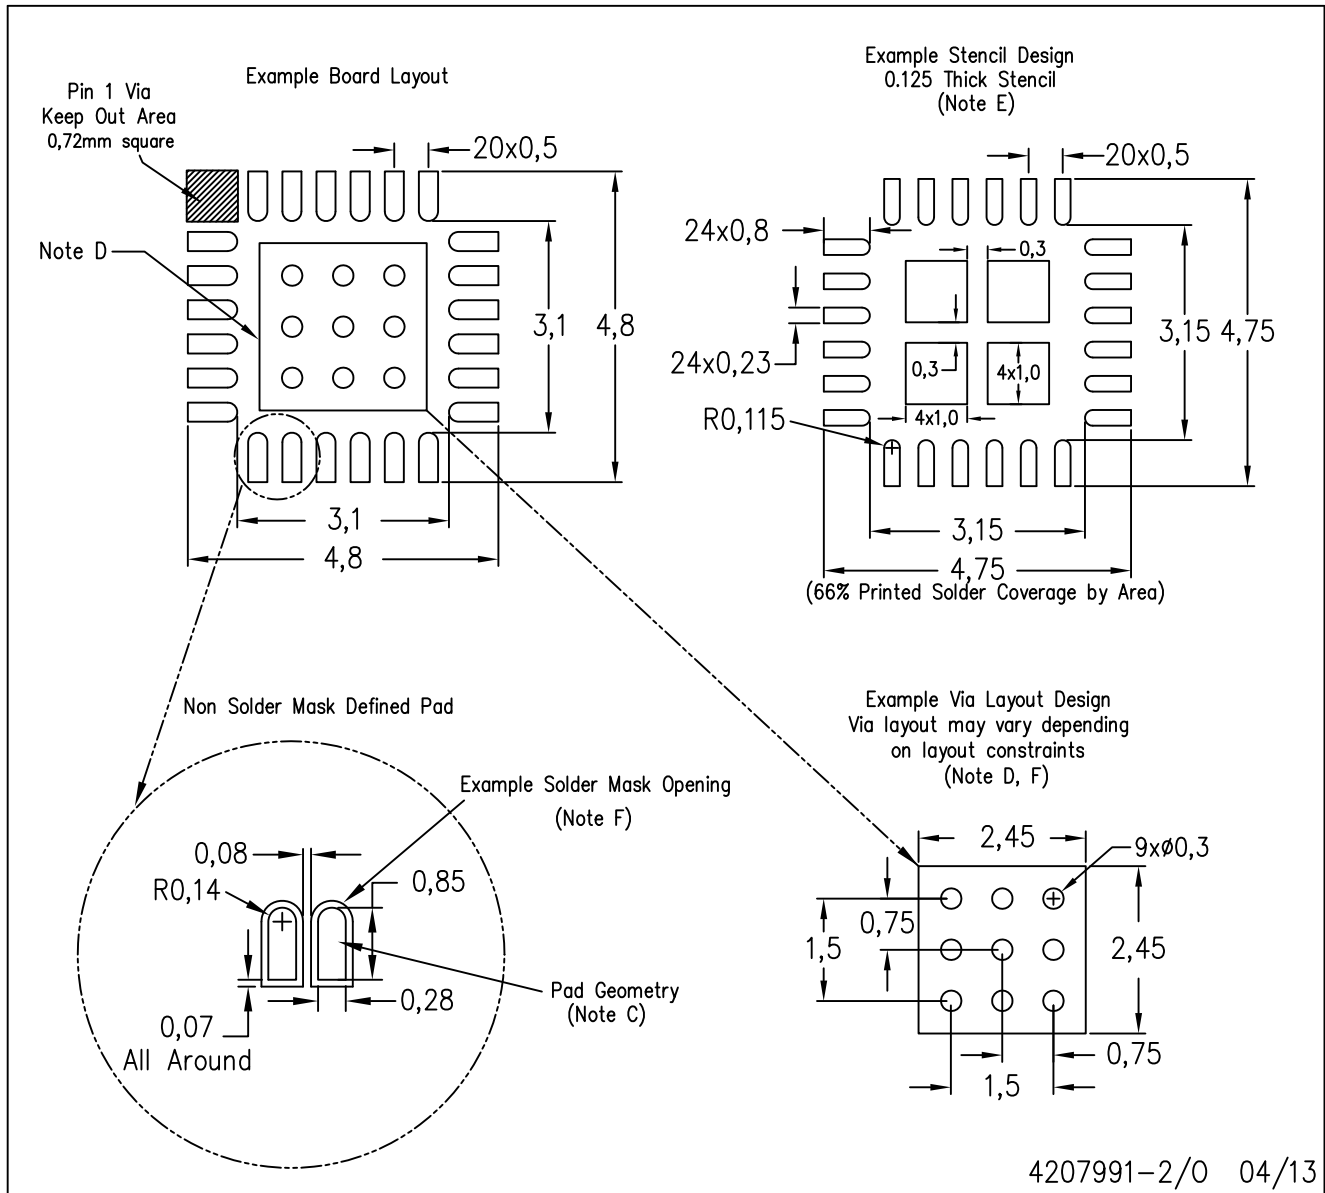 Example Board Layout
Pin 1 Via
Keep Out Area
0,72mm square
20x0,5
Note D
3,1
4,8
3,1
4,8
Example Stencil Design
0.125 Thick Stencil
(Note E)
20x0,5
24x0,8
0,3
3,15
4,75
24x0,23
0,3
4x1,0
4x1,0
R0,115
3,15
4,75
(66% Printed Solder Coverage by Area)
Non Solder Mask Defined Pad
Example Solder Mask Opening
(Note F)
0,08
R0,14
0,85
0,28
Pad Geometry
(Note C)
0,07
All Around
Example Via Layout Design
Via layout may vary depending
on layout constraints
(Note D, F)
2,45
9xø0,3
0,75
1,5
2,45
0,75
1,5
4207991-2/O 04/13